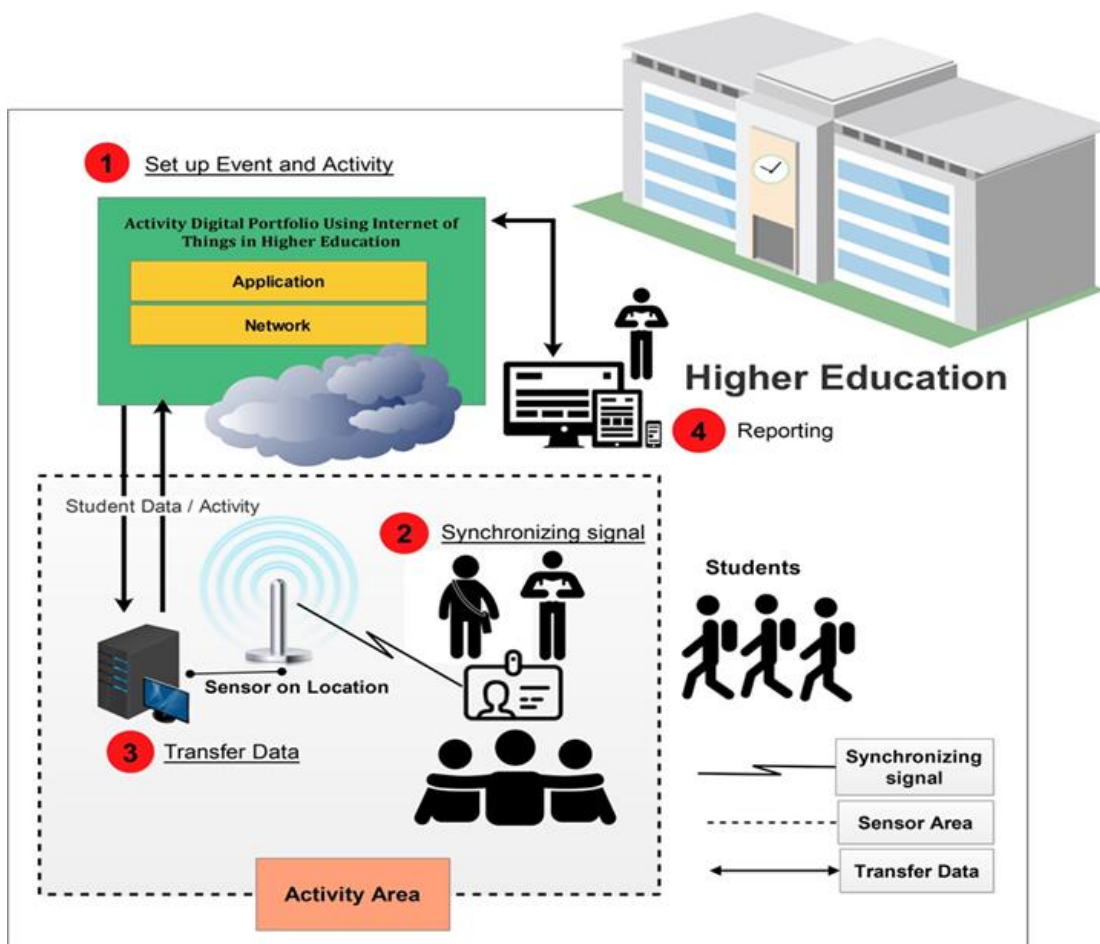 1 Set up Event and Activity
Activity Digital Portfolio Using Internet of
Things in Higher Education
Application
Network
Higher Education
4 Reporting
Student Data / Activity
2 Synchronizing signal
Students
Sensor on Location
3 Transfer Data
Synchronizing
signal
Sensor Area
Transfer Data
Activity Area